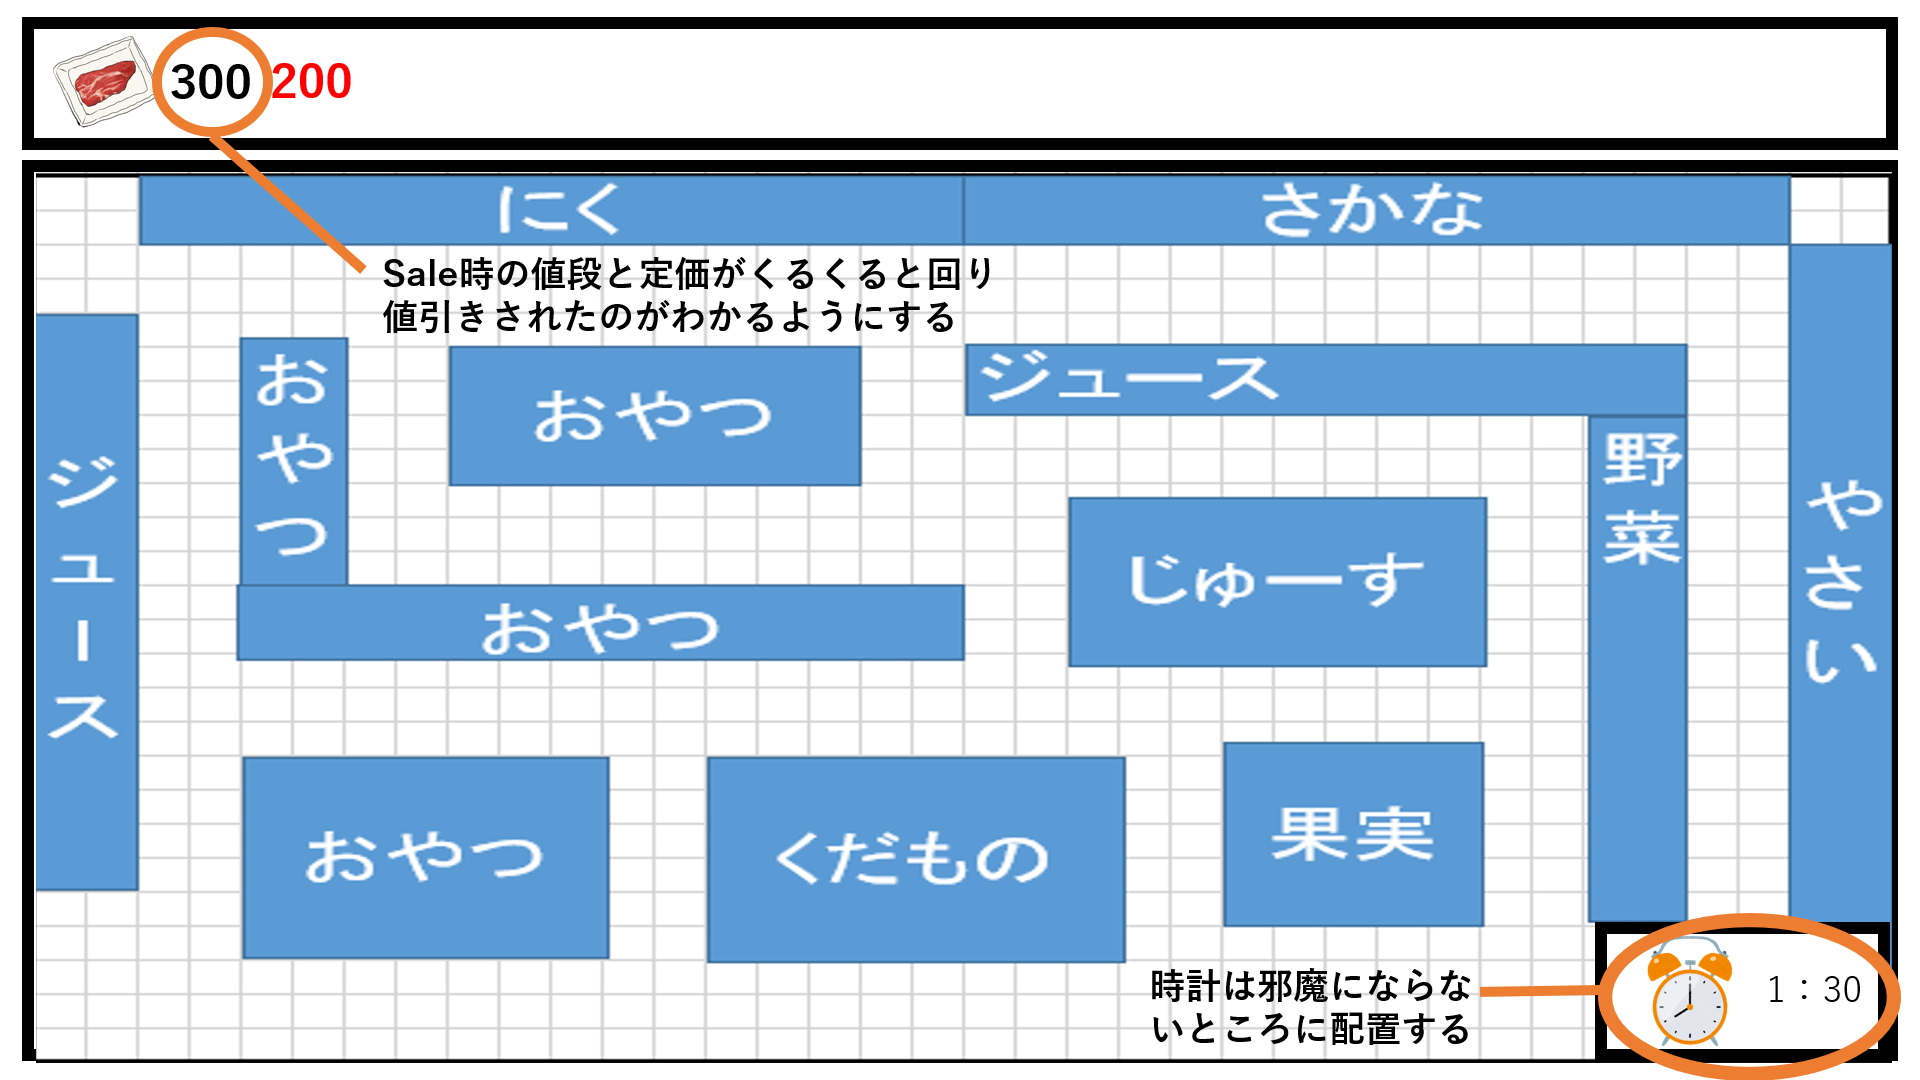 300 200
にく
さかな
Sale時の値段と定価がくるくると回り
値引きされたのがわかるようにする
ジュース
おやつ
おやつ
ジュース
野菜
やさい
じゅーす
おやつ
おやつ
くだもの
果実
時計は邪魔にならな
いところに配置する
1：30